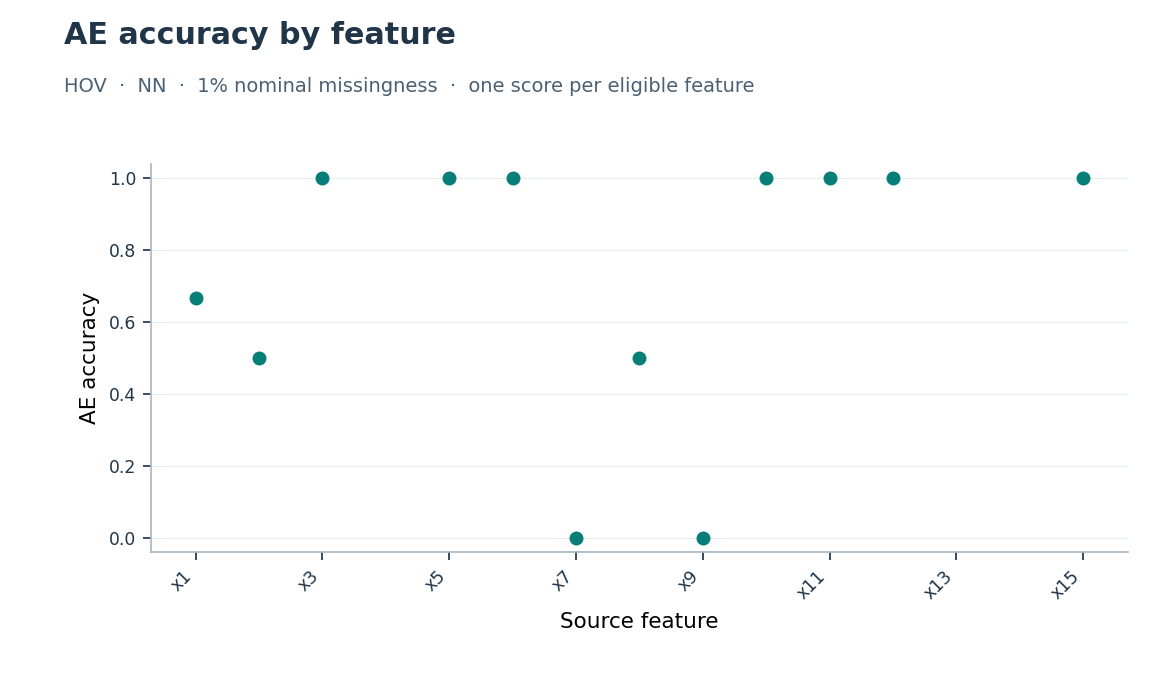 AE accuracy by feature
HOV · NN · 1% nominal missingness · one score per eligible feature
1.0
0.8
0.6
0.4
0.2
0.0
AE accuracy
x1
x3
x5
x7
x9
x11
x13
x15
Source feature